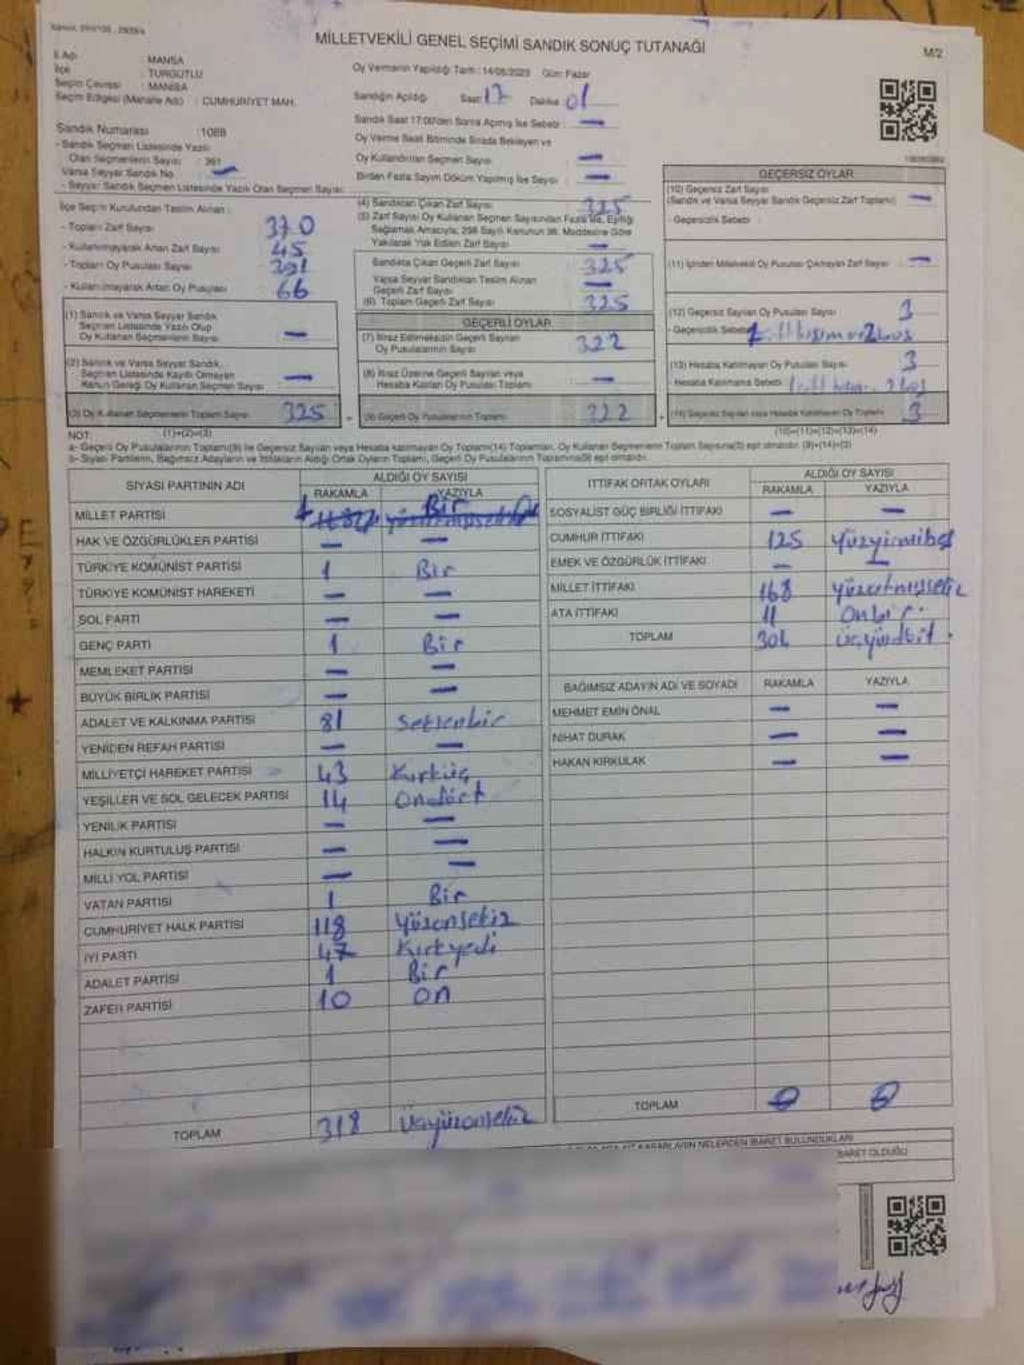 MİLLETVEKİLİ GENEL SEÇİMİ SANDIK SONUÇ TUTANAĞI
M/2
İl Adı : MANİSA
İlçe : TURGUTLU
Seçim Çevresi : MANİSA
Seçim Bölgesi (Mahalle Adı) : CUMHURİYET MAH.
Oy Vermenin Yapıldığı Tarih : 14/05/2023 Gün: Pazar
Sandığın Açıldığı Saat: 17 Dakika: 01
Sandık Saat 17:00'den Sonra Açılmış İse Sebebi : —
Oy Verme Saati Bitiminde Sırada Bekleyen ve
Oy Kullandırılan Seçmen Sayısı —
Birden Fazla Sayım Döküm Yapılmış İse Sayısı : —
Sandık Numarası
- Sandık Seçmen Listesinde Yazılı
Olan Seçmenlerin Sayısı
Varsa Seyyar Sandık No —
- Seyyar Sandık Seçmen Listesinde Yazılı Olan Seçmen Sayısı:
İlçe Seçim Kurulundan Teslim Alınan :
- Toplam Zarf Sayısı 370
- Kullanılmayarak Artan Zarf Sayısı 45
- Toplam Oy Pusulası Sayısı 391
- Kullanılmayarak Artan Oy Pusulası 66
(1) Sandık ve Varsa Seyyar Sandık
Seçmen Listesinde Yazılı Olup
Oy Kullanan Seçmen Sayısı —
(2) Sandık ve Varsa Seyyar Sandık,
Seçmen Listesinde Kayıtlı Olmayan
Kanun Gereği Oy Kullanan Seçmen Sayısı —
(3) Oy Kullanan Seçmenlerin Toplam Sayısı 325
(1)+(2)=(3)
(4) Sandıktan Çıkan Zarf Sayısı 325
(5) Zarf Sayısı Oy Kullanan Seçmen Sayısından Fazla ise, Eşitliği
Sağlamak Amacıyla; 298 Sayılı Kanunun 98. Maddesine Göre
Yakılarak Yok Edilen Zarf Sayısı —
Sandıkta Çıkan Geçerli Zarf Sayısı 325
Varsa Seyyar Sandıktan Teslim Alınan
Geçerli Zarf Sayısı —
(6) Toplam Geçerli Zarf Sayısı 325
GEÇERLİ OYLAR
(7) İtiraz Edilmeksizin Geçerli Sayılan
Oy Pusulalarının Sayısı 322
(8) İtiraz Üzerine Geçerli Sayılan veya
Hesaba Katılan Oy Pusulası Toplamı —
(9) Geçerli Oy Pusulalarının Toplamı 322
GEÇERSİZ OYLAR
(10) Geçersiz Zarf Sayısı
(Sandık ve Varsa Seyyar Sandık Geçersiz Zarf Toplamı) —
- Geçersizlik Sebebi :
(11) İçinden Milletvekili Oy Pusulası Çıkmayan Zarf Sayısı —
(12) Geçersiz Sayılan Oy Pusulası Sayısı 3
- Geçersizlik Sebebi
(13) Hesaba Katılmayan Oy Pusulası Sayısı 3
- Hesaba Katılmama Sebebi
(14) Geçersiz Sayılan veya Hesaba Katılmayan Oy Toplamı 3
(10)+(11)+(12)+(13)=(14)
NOT:
a- Geçerli Oy Pusulalarının Toplamı(9) ile Geçersiz Sayılan veya Hesaba katılmayan Oy Toplamı(14) Toplamları, Oy Kullanan Seçmenlerin Toplam Sayısına(3) eşit olmalıdır. (9)+(14)=(3)
b- Siyasi Partilerin, Bağımsız Adayların ve İttifakların Aldığı Ortak Oyların Toplamı, Geçerli Oy Pusulalarının Toplamına(9) eşit olmalıdır.
SİYASİ PARTİNİN ADI ALDIĞI OY SAYISI
RAKAMLA YAZIYLA
MİLLET PARTİSİ 1 Bir
HAK VE ÖZGÜRLÜKLER PARTİSİ — —
TÜRKİYE KOMÜNİST PARTİSİ 1 Bir
TÜRKİYE KOMÜNİST HAREKETİ — —
SOL PARTİ — —
GENÇ PARTİ 1 Bir
MEMLEKET PARTİSİ — —
BÜYÜK BİRLİK PARTİSİ — —
ADALET VE KALKINMA PARTİSİ 81 Seksenbir
YENİDEN REFAH PARTİSİ — —
MİLLİYETÇİ HAREKET PARTİSİ 43 Kırküç
YEŞİLLER VE SOL GELECEK PARTİSİ 14 Ondört
YENİLİK PARTİSİ — —
HALKIN KURTULUŞ PARTİSİ — —
MİLLİ YOL PARTİSİ — —
VATAN PARTİSİ 1 Bir
CUMHURİYET HALK PARTİSİ 118 Yüzonsekiz
İYİ PARTİ 47 Kırkyedi
ADALET PARTİSİ 1 Bir
ZAFER PARTİSİ 10 On
TOPLAM 318 Üçyüzonsekiz
İTTİFAK ORTAK OYLARI ALDIĞI OY SAYISI
RAKAMLA YAZIYLA
SOSYALİST GÜÇ BİRLİĞİ İTTİFAKI — —
CUMHUR İTTİFAKI 125 Yüzyirmibeş
EMEK VE ÖZGÜRLÜK İTTİFAKI — —
MİLLET İTTİFAKI 168 yüzaltmışsekiz
ATA İTTİFAKI 11 Onbir
TOPLAM 304
BAĞIMSIZ ADAYIN ADI VE SOYADI RAKAMLA YAZIYLA
MEHMET EMİN ÖNAL — —
NİHAT DURAK — —
HAKAN KIRKULAK — —
TOPLAM 0 0